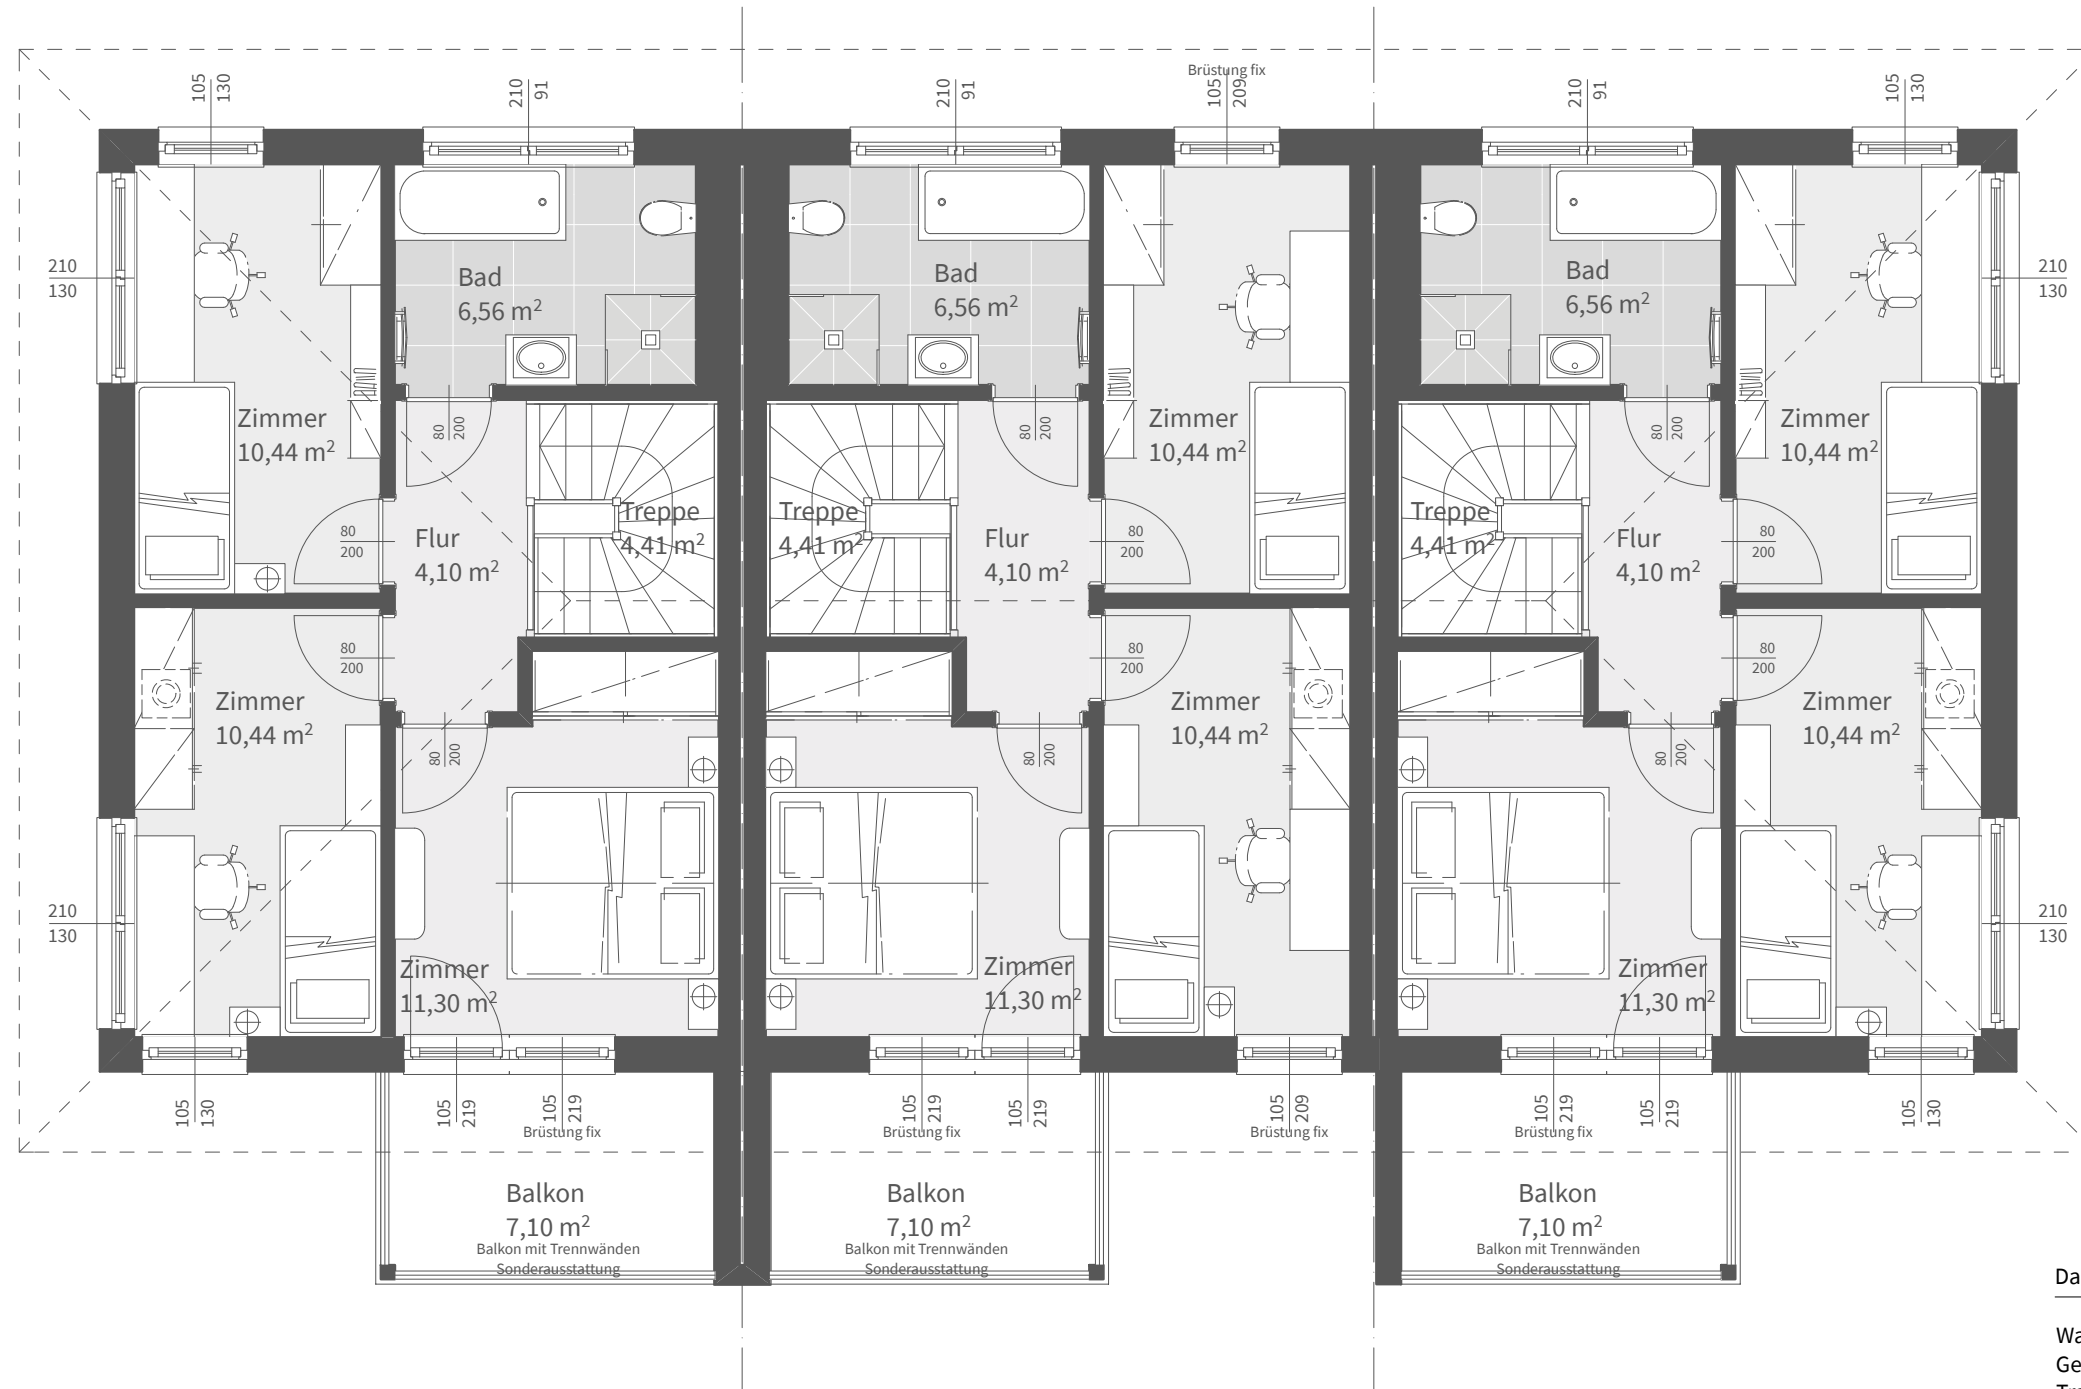 Brüstung fix
105
130
210
91
210
91
105
209
210
91
105
130
210
130
210
130
Bad
6,56 m²
Bad
6,56 m²
Bad
6,56 m²
Zimmer
10,44 m²
80
200
80
200
Zimmer
10,44 m²
80
200
Zimmer
10,44 m²
Treppe
4,41 m²
Treppe
4,41 m²
Treppe
4,41 m²
80
200
Flur
4,10 m²
Flur
4,10 m²
80
200
Flur
4,10 m²
80
200
80
200
80
200
80
200
Zimmer
10,44 m²
Zimmer
10,44 m²
Zimmer
10,44 m²
80
200
80
200
80
200
210
130
210
130
Zimmer
11,30 m²
Zimmer
11,30 m²
Zimmer
11,30 m²
105
130
105
219
105
219
105
219
105
219
105
209
105
219
105
219
105
130
Brüstung fix
Brüstung fix
Brüstung fix
Brüstung fix
Balkon
7,10 m²
Balkon mit Trennwänden
Sonderausstattung
Balkon
7,10 m²
Balkon mit Trennwänden
Sonderausstattung
Balkon
7,10 m²
Balkon mit Trennwänden
Sonderausstattung
Da
Wa
Ge